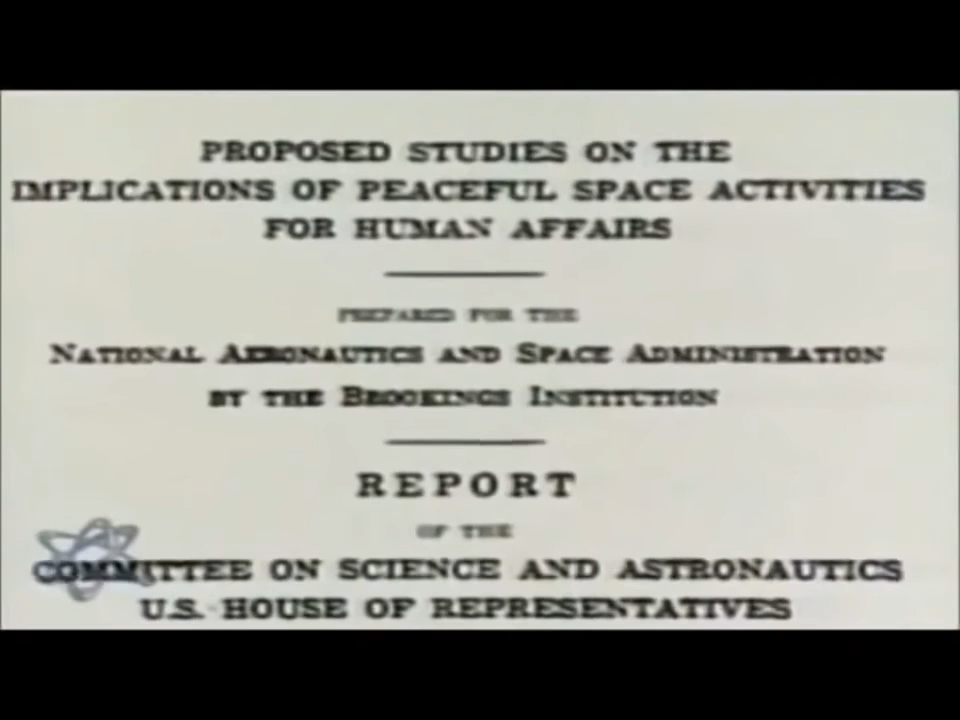 PROPOSED STUDIES ON THE
IMPLICATIONS OF PEACEFUL SPACE ACTIVITIES
FOR HUMAN AFFAIRS
PREPARED FOR THE
NATIONAL AERONAUTICS AND SPACE ADMINISTRATION
BY THE BROOKINGS INSTITUTION
REPORT
OF THE
COMMITTEE ON SCIENCE AND ASTRONAUTICS
U.S. HOUSE OF REPRESENTATIVES